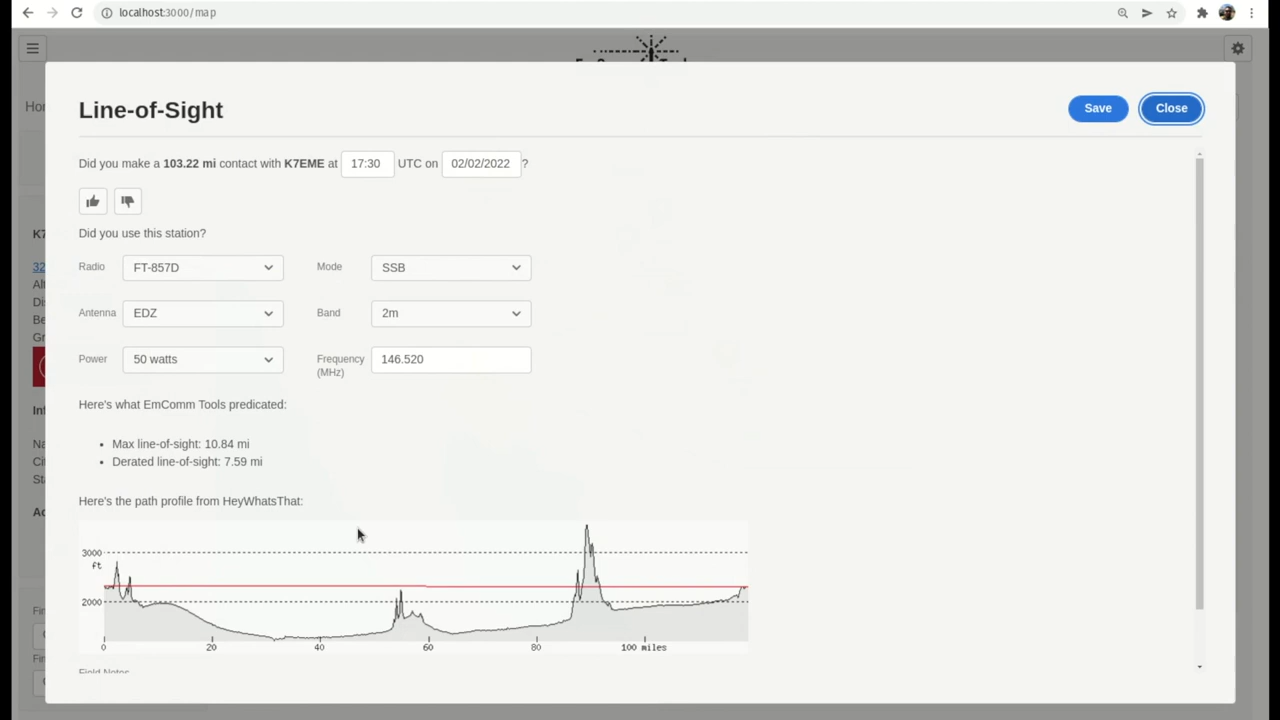 localhost:3000/map
Line-of-Sight
Save
Close
Did you make a 103.22 mi contact with K7EME at 17:30 UTC on 02/02/2022 ?
Did you use this station?
Radio FT-857D Mode SSB
Antenna EDZ Band 2m
Power 50 watts Frequency (MHz) 146.520
Here's what EmComm Tools predicated:
• Max line-of-sight: 10.84 mi
• Derated line-of-sight: 7.59 mi
Here's the path profile from HeyWhatsThat:
3000
ft
2000
0 20 40 60 80 100 miles
Field Notes